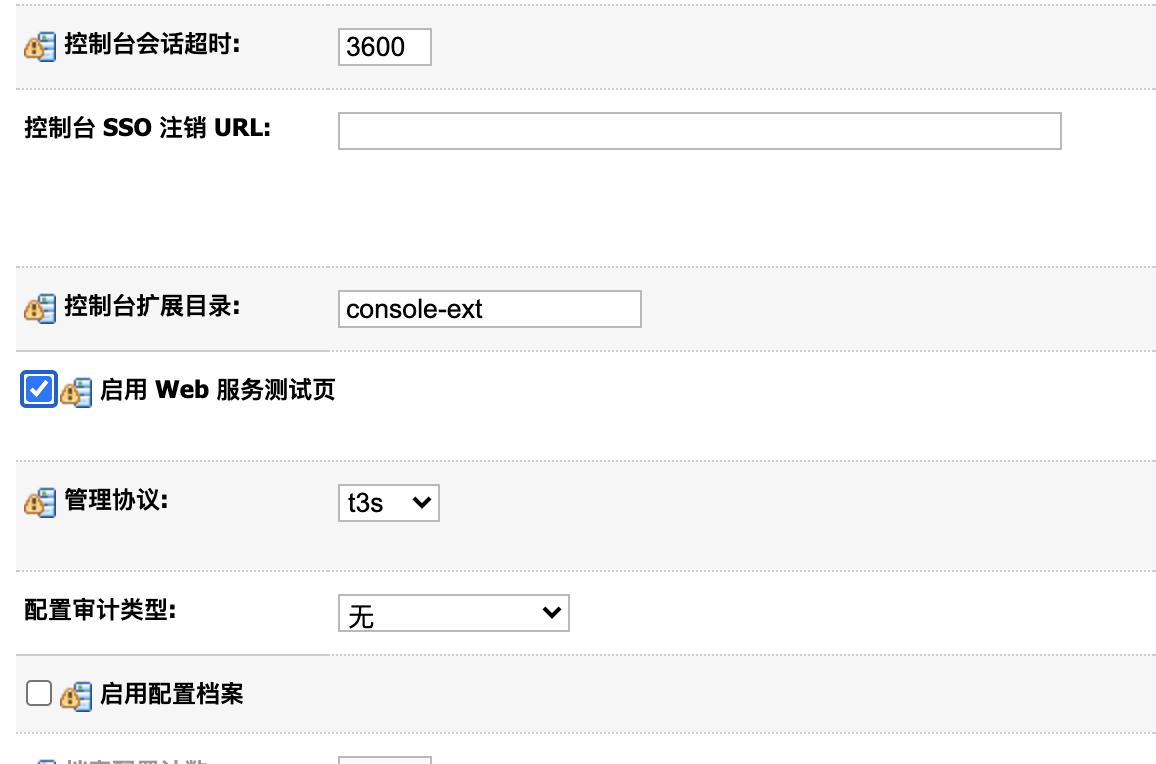 控制台会话超时: 3600
控制台 SSO 注销 URL:
控制台扩展目录: console-ext
启用 Web 服务测试页
管理协议: t3s
配置审计类型: 无
启用配置档案